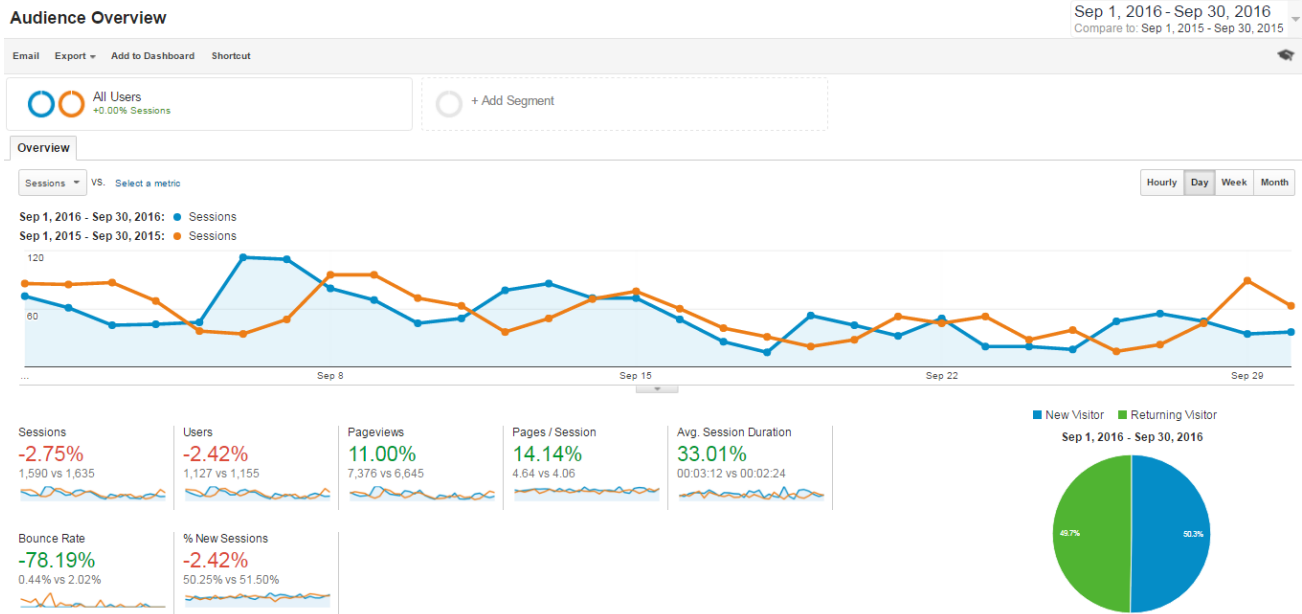 Audience Overview
Sep 1, 2016 - Sep 30, 2016
Compare to: Sep 1, 2015 - Sep 30, 2015
Email Export Add to Dashboard Shortcut
All Users
+0.00% Sessions
+ Add Segment
Overview
Sessions VS. Select a metric
Hourly Day Week Month
Sep 1, 2016 - Sep 30, 2016: Sessions
Sep 1, 2015 - Sep 30, 2015: Sessions
120
60
... Sep 8 Sep 15 Sep 22 Sep 29
Sessions
-2.75%
1,590 vs 1,635
Users
-2.42%
1,127 vs 1,155
Pageviews
11.00%
7,376 vs 6,645
Pages / Session
14.14%
4.64 vs 4.06
Avg. Session Duration
33.01%
00:03:12 vs 00:02:24
Bounce Rate
-78.19%
0.44% vs 2.02%
% New Sessions
-2.42%
50.25% vs 51.50%
New Visitor Returning Visitor
Sep 1, 2016 - Sep 30, 2016
49.7% 50.3%